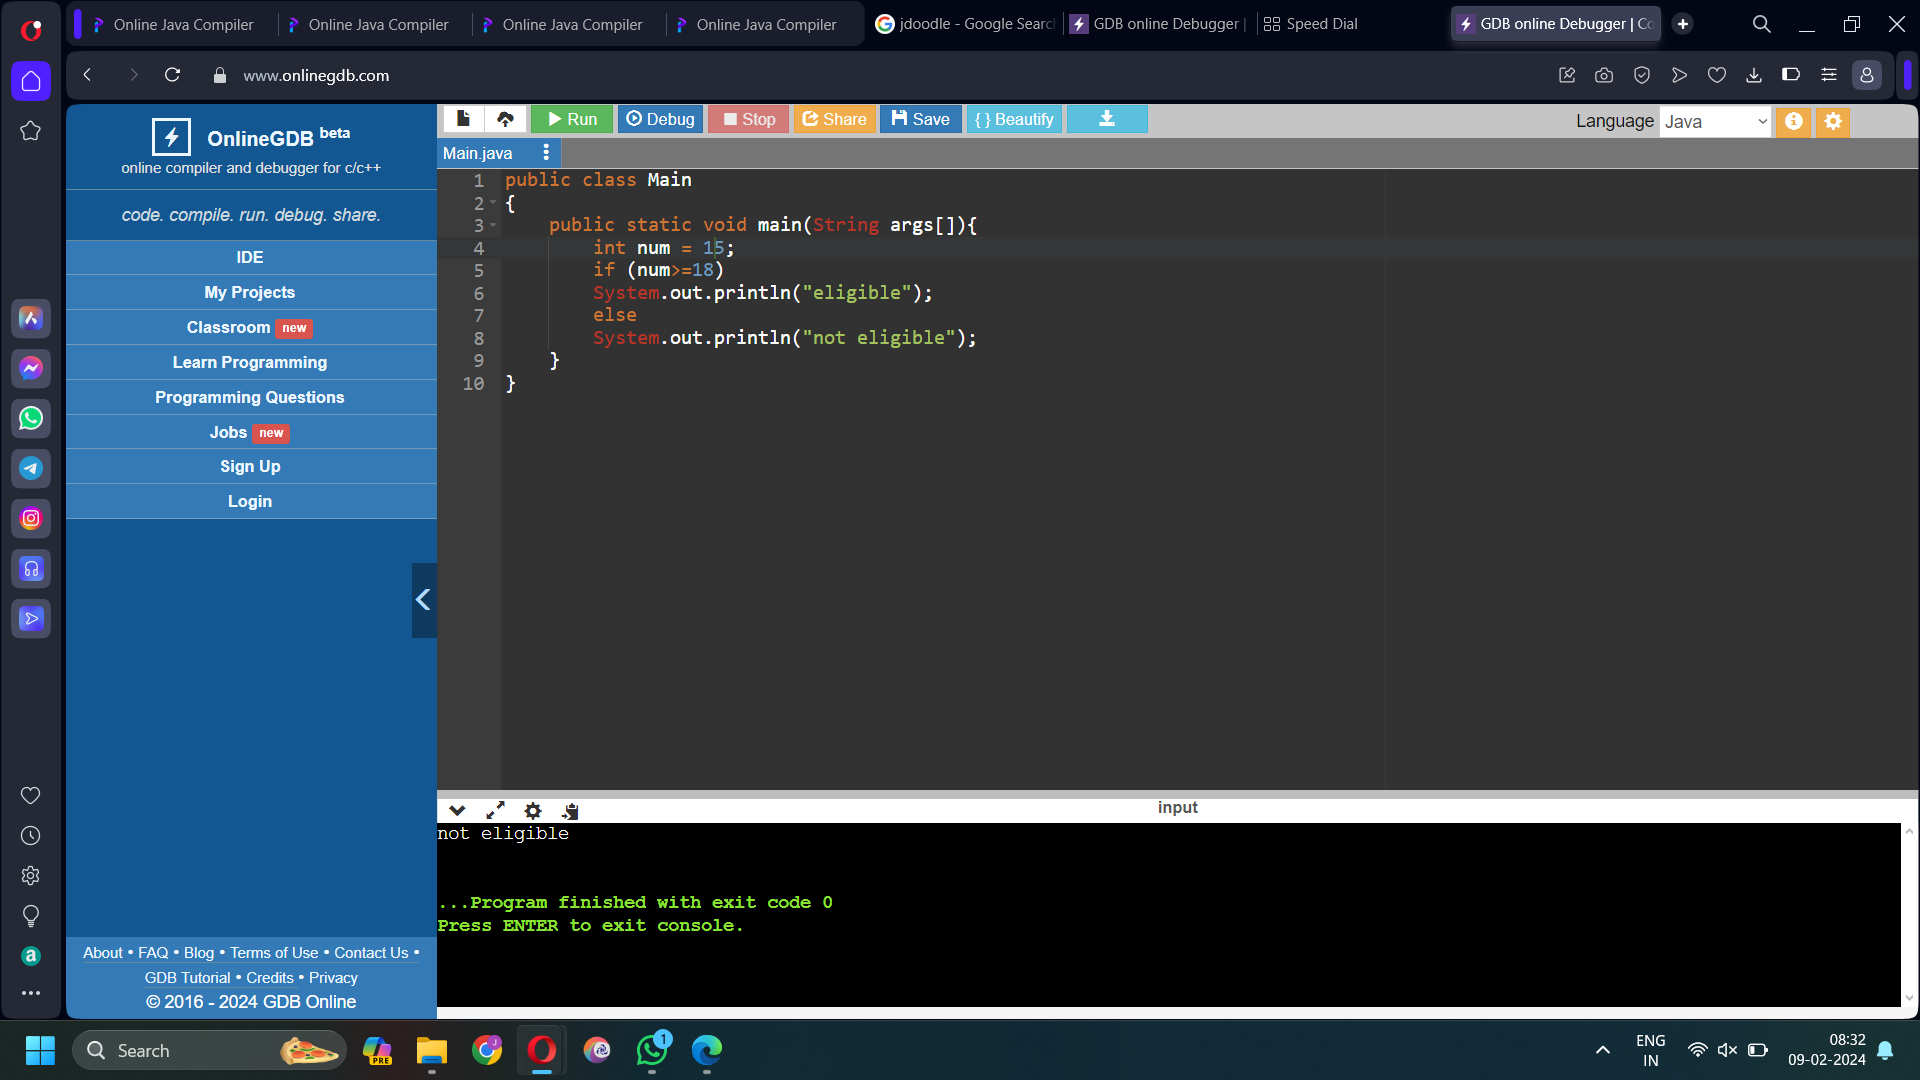 Online Java Compiler
Online Java Compiler
Online Java Compiler
Online Java Compiler
jdoodle - Google Searc
GDB online Debugger |
Speed Dial
GDB online Debugger | Co
www.onlinegdb.com
OnlineGDB beta
online compiler and debugger for c/c++
code. compile. run. debug. share.
IDE
My Projects
Classroom new
Learn Programming
Programming Questions
Jobs new
Sign Up
Login
About • FAQ • Blog • Terms of Use • Contact Us •
GDB Tutorial • Credits • Privacy
© 2016 - 2024 GDB Online
Run
Debug
Stop
Share
Save
{ } Beautify
Language Java
Main.java
1 public class Main
2 {
3 public static void main(String args[]){
4 int num = 15;
5 if (num>=18)
6 System.out.println("eligible");
7 else
8 System.out.println("not eligible");
9 }
10 }
input
not eligible
...Program finished with exit code 0
Press ENTER to exit console.
a
Search
PRE
J
1
ENG
IN
08:32
09-02-2024